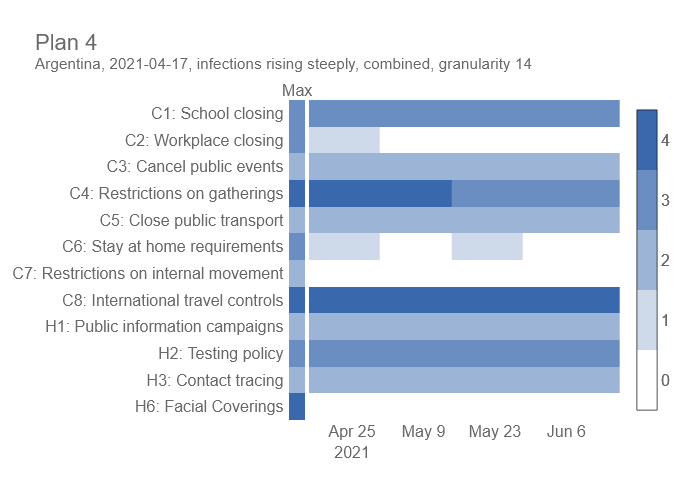 Plan 4
Argentina, 2021-04-17, infections rising steeply, combined, granularity 14
Max
C1: School closing
C2: Workplace closing
C3: Cancel public events
C4: Restrictions on gatherings
C5: Close public transport
C6: Stay at home requirements
C7: Restrictions on internal movement
C8: International travel controls
H1: Public information campaigns
H2: Testing policy
H3: Contact tracing
H6: Facial Coverings
Apr 25 May 9 May 23 Jun 6
2021
4
3
2
1
0